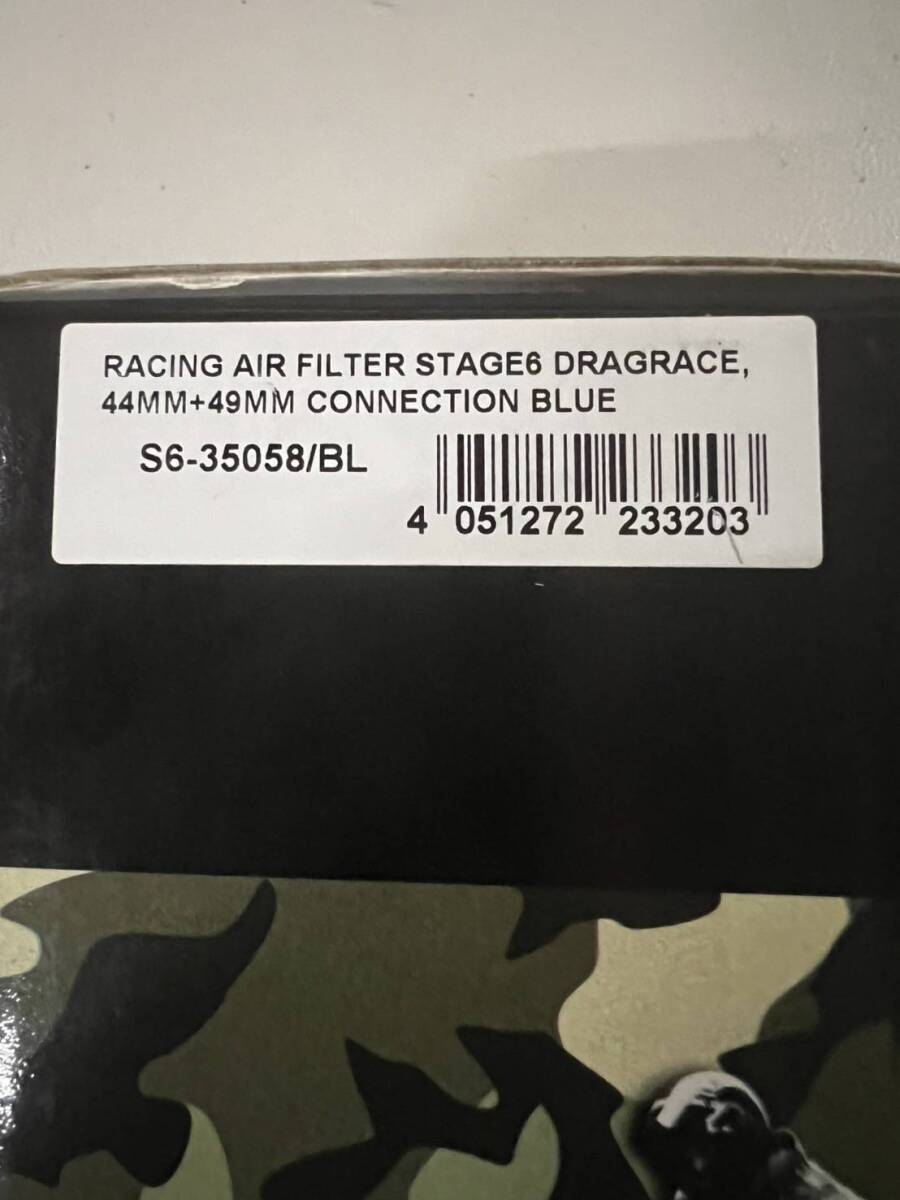 RACING AIR FILTER STAGE6 DRAGRACE,
44MM+49MM CONNECTION BLUE
S6-35058/BL
4 051272 233203